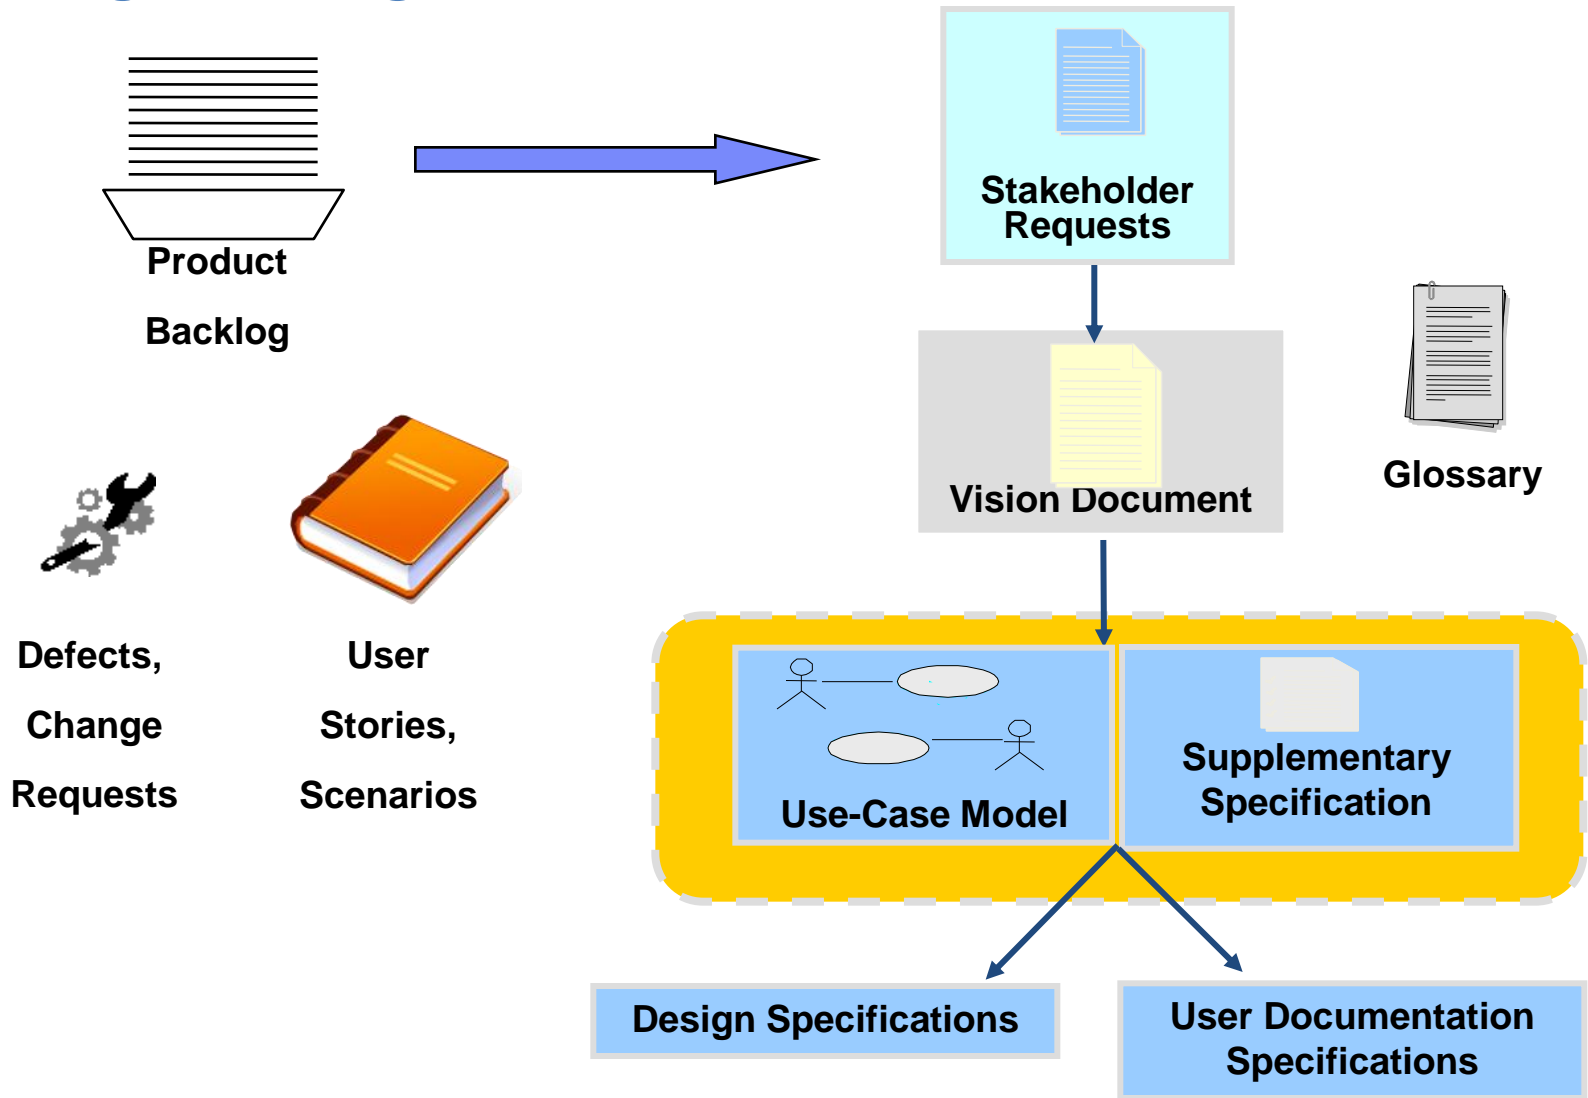 Stakeholder
Requests
Product
Backlog
Glossary
Vision Document
Defects,
Change
Requests
User
Stories,
Scenarios
Use-Case Model
Supplementary
Specification
Design Specifications
User Documentation
Specifications